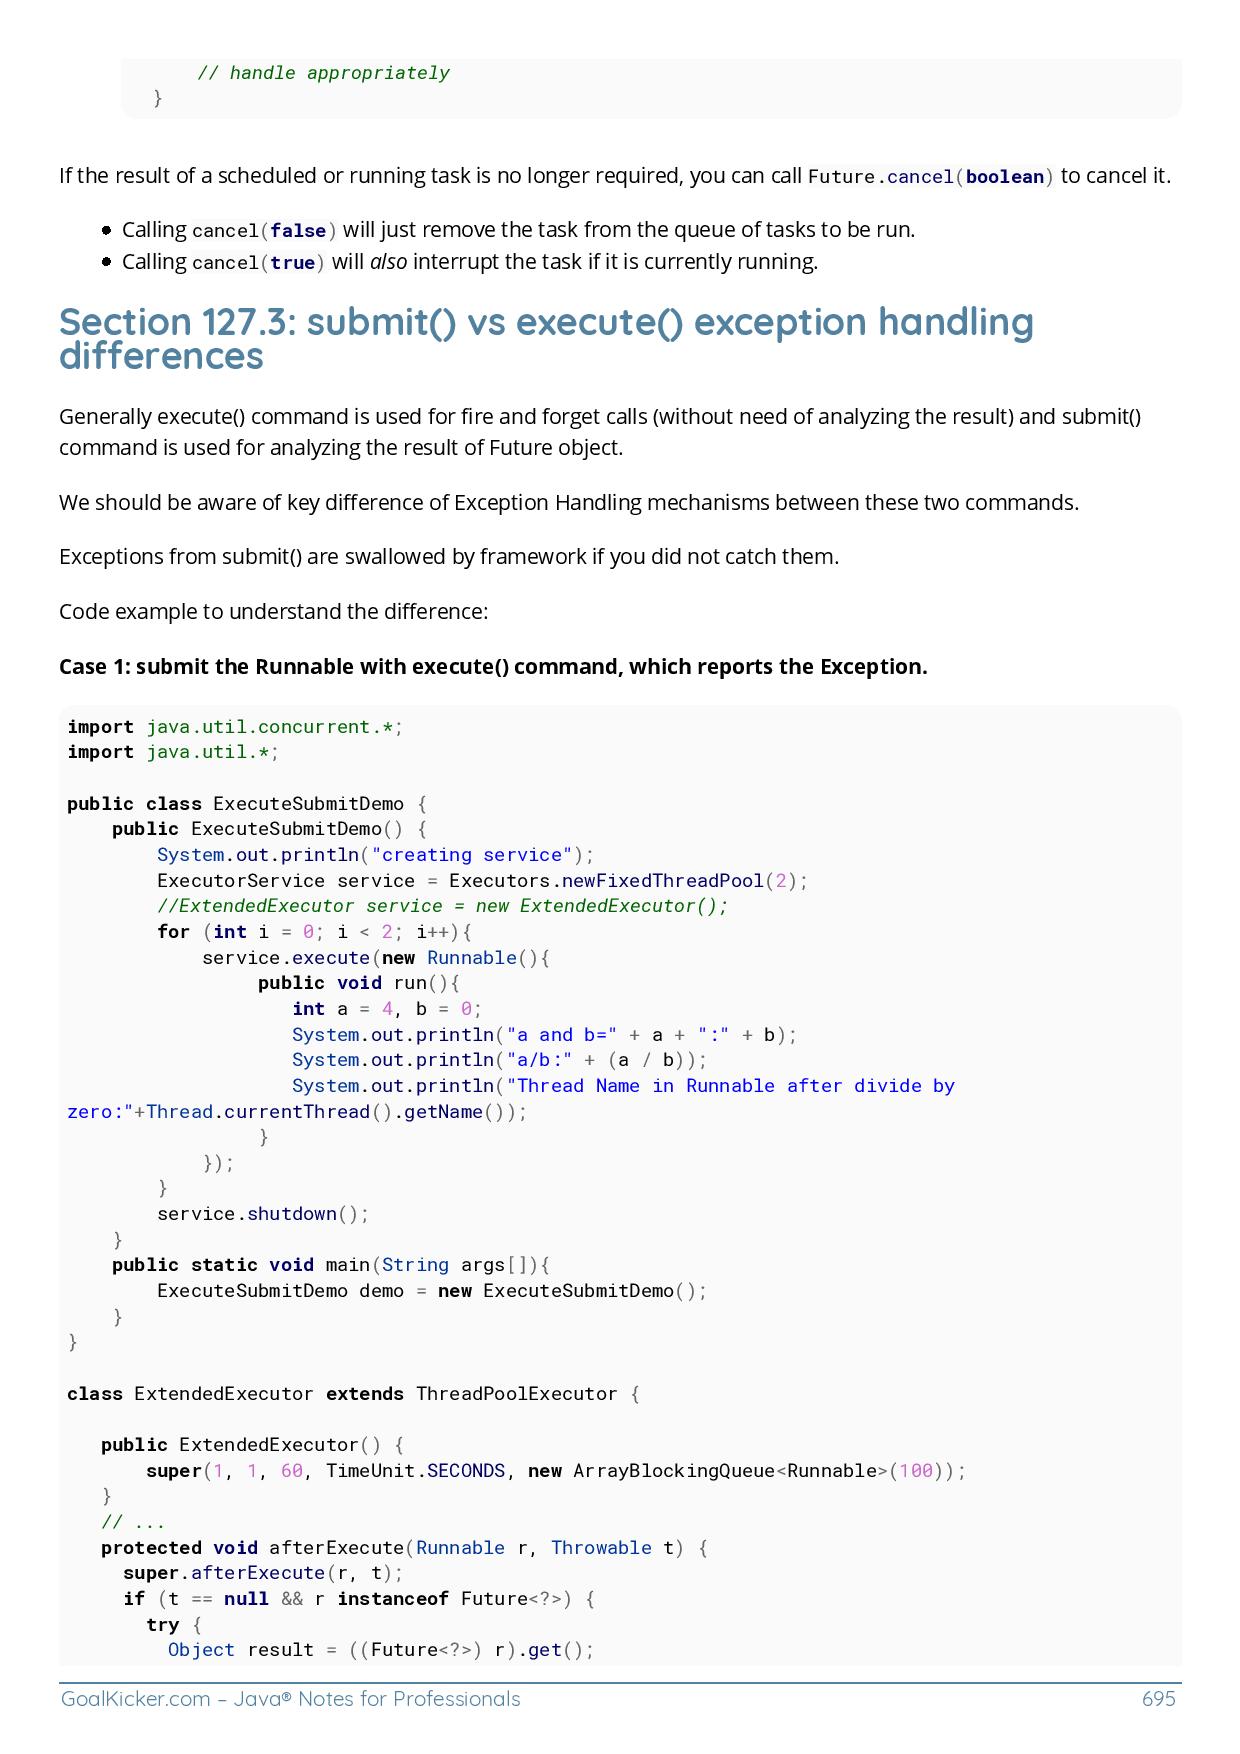 // handle appropriately
}
If the result of a scheduled or running task is no longer required, you can call Future.cancel(boolean) to cancel it.
● Calling cancel(false) will just remove the task from the queue of tasks to be run.
● Calling cancel(true) will also interrupt the task if it is currently running.
Section 127.3: submit() vs execute() exception handling
differences
Generally execute() command is used for fire and forget calls (without need of analyzing the result) and submit()
command is used for analyzing the result of Future object.
We should be aware of key difference of Exception Handling mechanisms between these two commands.
Exceptions from submit() are swallowed by framework if you did not catch them.
Code example to understand the difference:
Case 1: submit the Runnable with execute() command, which reports the Exception.
import java.util.concurrent.*;
import java.util.*;
public class ExecuteSubmitDemo {
    public ExecuteSubmitDemo() {
        System.out.println("creating service");
        ExecutorService service = Executors.newFixedThreadPool(2);
        //ExtendedExecutor service = new ExtendedExecutor();
        for (int i = 0; i < 2; i++){
            service.execute(new Runnable(){
                 public void run(){
                    int a = 4, b = 0;
                    System.out.println("a and b=" + a + ":" + b);
                    System.out.println("a/b:" + (a / b));
                    System.out.println("Thread Name in Runnable after divide by
zero:"+Thread.currentThread().getName());
                 }
            });
        }
        service.shutdown();
    }
    public static void main(String args[]){
        ExecuteSubmitDemo demo = new ExecuteSubmitDemo();
    }
}
class ExtendedExecutor extends ThreadPoolExecutor {
   public ExtendedExecutor() {
       super(1, 1, 60, TimeUnit.SECONDS, new ArrayBlockingQueue<Runnable>(100));
   }
   // ...
   protected void afterExecute(Runnable r, Throwable t) {
     super.afterExecute(r, t);
     if (t == null && r instanceof Future<?>) {
       try {
         Object result = ((Future<?>) r).get();
GoalKicker.com – Java® Notes for Professionals
695